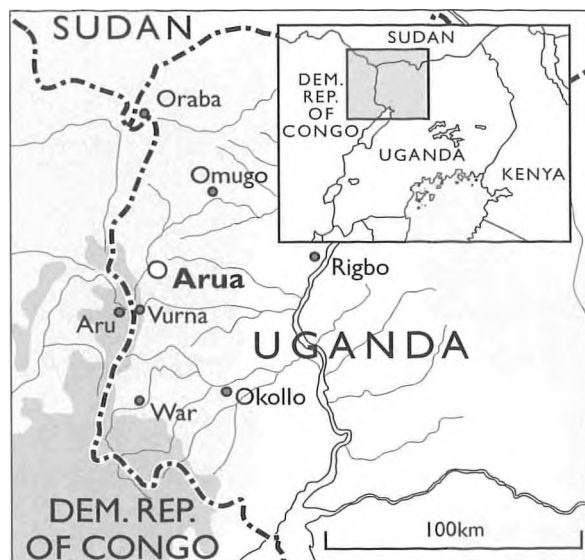 SUDAN
Oraba
Omugo
Arua
Rigbo
Aru
Vurna
UGANDA
War
Okollo
DEM. REP.
OF CONGO
100km
SUDAN
DEM.
REP.
OF
CONGO
UGANDA
KENYA